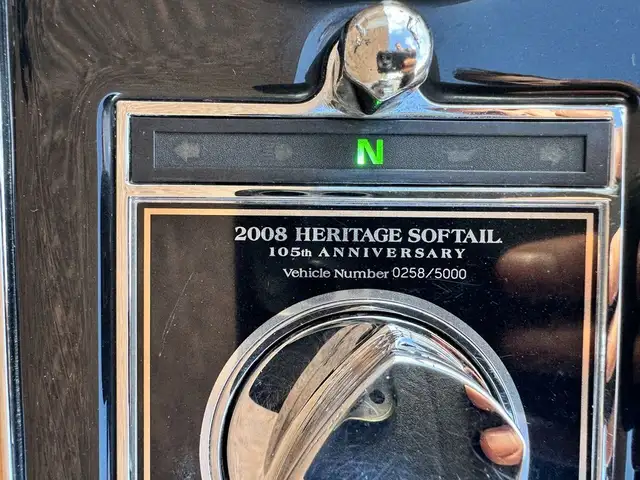 N
2008 HERITAGE SOFTAIL
105th ANNIVERSARY
Vehicle Number 0258/5000